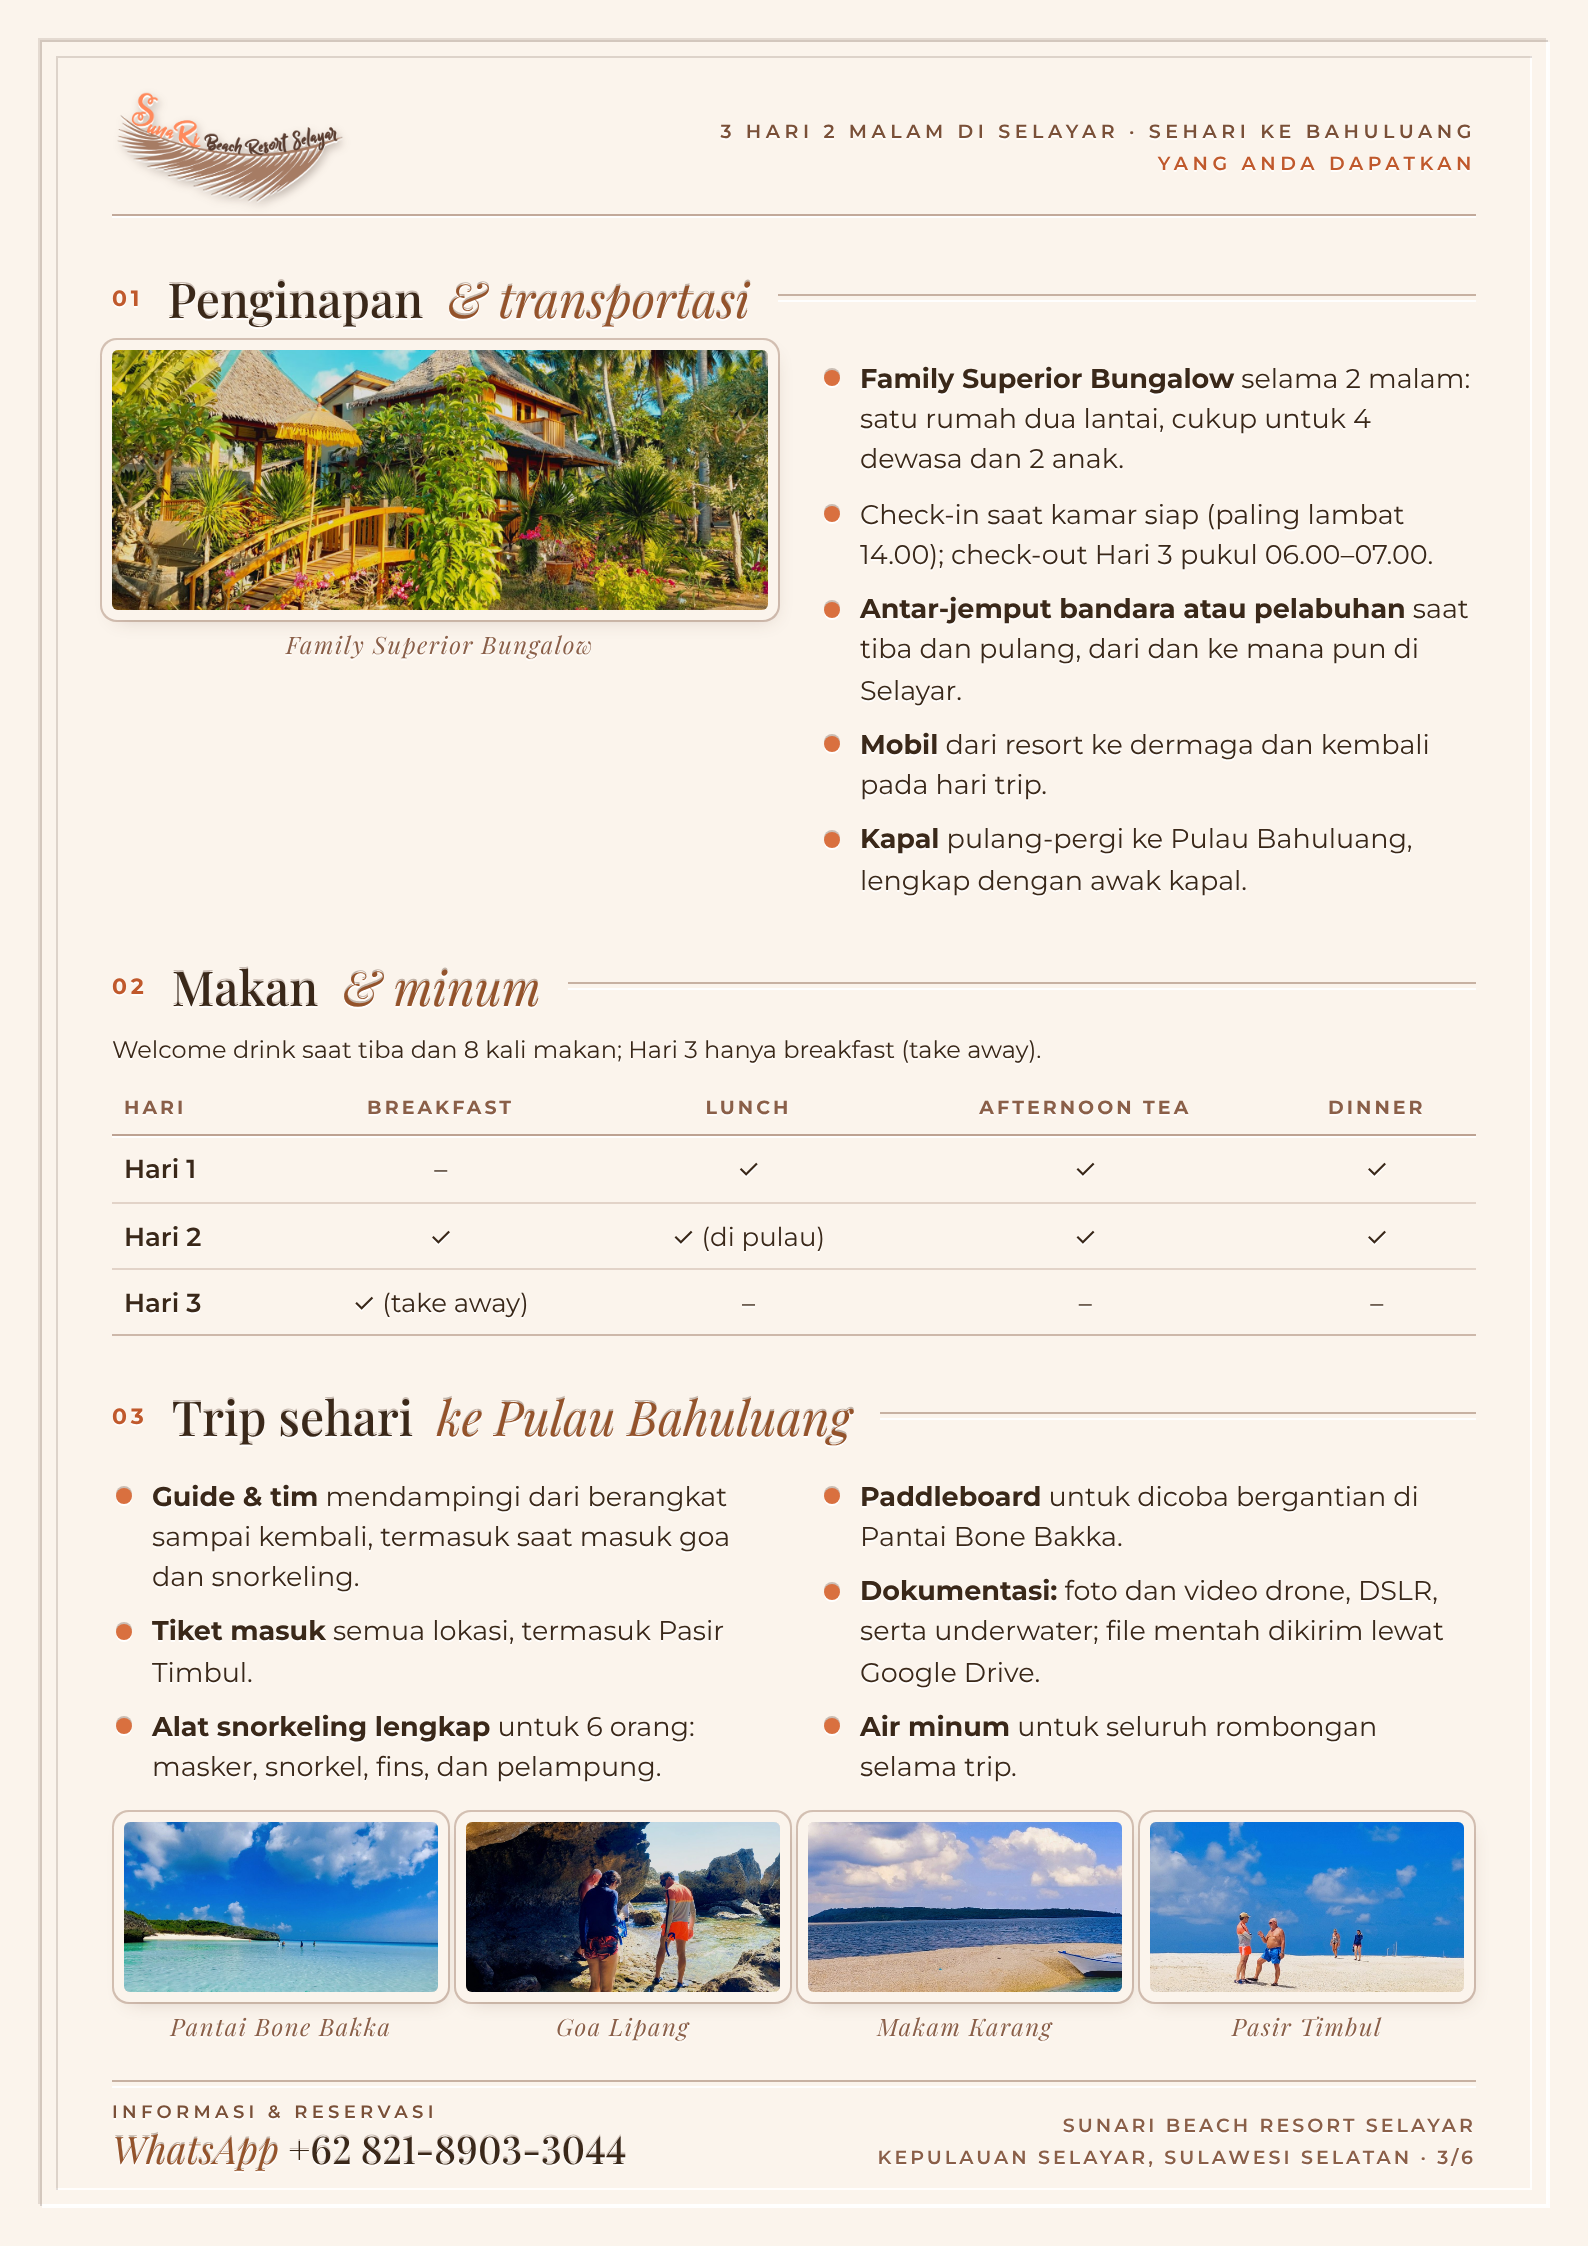 SunaRi Beach Resort Selayar
3 HARI 2 MALAM DI SELAYAR · SEHARI KE BAHULUANG
YANG ANDA DAPATKAN
01 Penginapan & transportasi
Family Superior Bungalow
Family Superior Bungalow selama 2 malam:
satu rumah dua lantai, cukup untuk 4
dewasa dan 2 anak.
Check-in saat kamar siap (paling lambat
14.00); check-out Hari 3 pukul 06.00–07.00.
Antar-jemput bandara atau pelabuhan saat
tiba dan pulang, dari dan ke mana pun di
Selayar.
Mobil dari resort ke dermaga dan kembali
pada hari trip.
Kapal pulang-pergi ke Pulau Bahuluang,
lengkap dengan awak kapal.
02 Makan & minum
Welcome drink saat tiba dan 8 kali makan; Hari 3 hanya breakfast (take away).
HARI BREAKFAST LUNCH AFTERNOON TEA DINNER
Hari 1 – ✓ ✓ ✓
Hari 2 ✓ ✓ (di pulau) ✓ ✓
Hari 3 ✓ (take away) – – –
03 Trip sehari ke Pulau Bahuluang
Guide & tim mendampingi dari berangkat
sampai kembali, termasuk saat masuk goa
dan snorkeling.
Tiket masuk semua lokasi, termasuk Pasir
Timbul.
Alat snorkeling lengkap untuk 6 orang:
masker, snorkel, fins, dan pelampung.
Paddleboard untuk dicoba bergantian di
Pantai Bone Bakka.
Dokumentasi: foto dan video drone, DSLR,
serta underwater; file mentah dikirim lewat
Google Drive.
Air minum untuk seluruh rombongan
selama trip.
Pantai Bone Bakka
Goa Lipang
Makam Karang
Pasir Timbul
INFORMASI & RESERVASI
WhatsApp +62 821-8903-3044
SUNARI BEACH RESORT SELAYAR
KEPULAUAN SELAYAR, SULAWESI SELATAN · 3/6